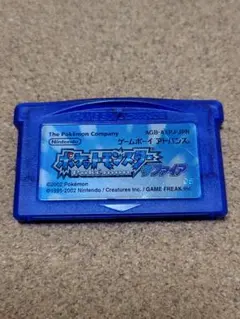 The Pokémon Company
AGB-AXPJ-JPN
Nintendo
ゲームボーイ アドバンス
ポケットモンスター
サファイア
©2002 Pokémon
©1995-2002 Nintendo / Creatures inc. / GAME FREAK inc.